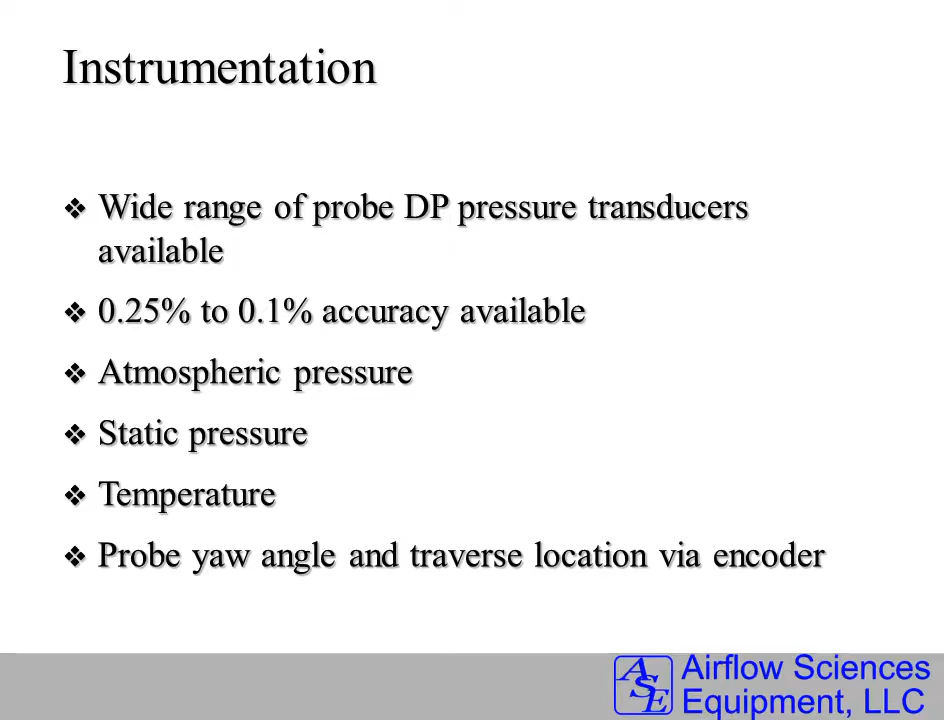 Instrumentation
❖ Wide range of probe DP pressure transducers
available
❖ 0.25% to 0.1% accuracy available
❖ Atmospheric pressure
❖ Static pressure
❖ Temperature
❖ Probe yaw angle and traverse location via encoder
ASE
Airflow Sciences
Equipment, LLC